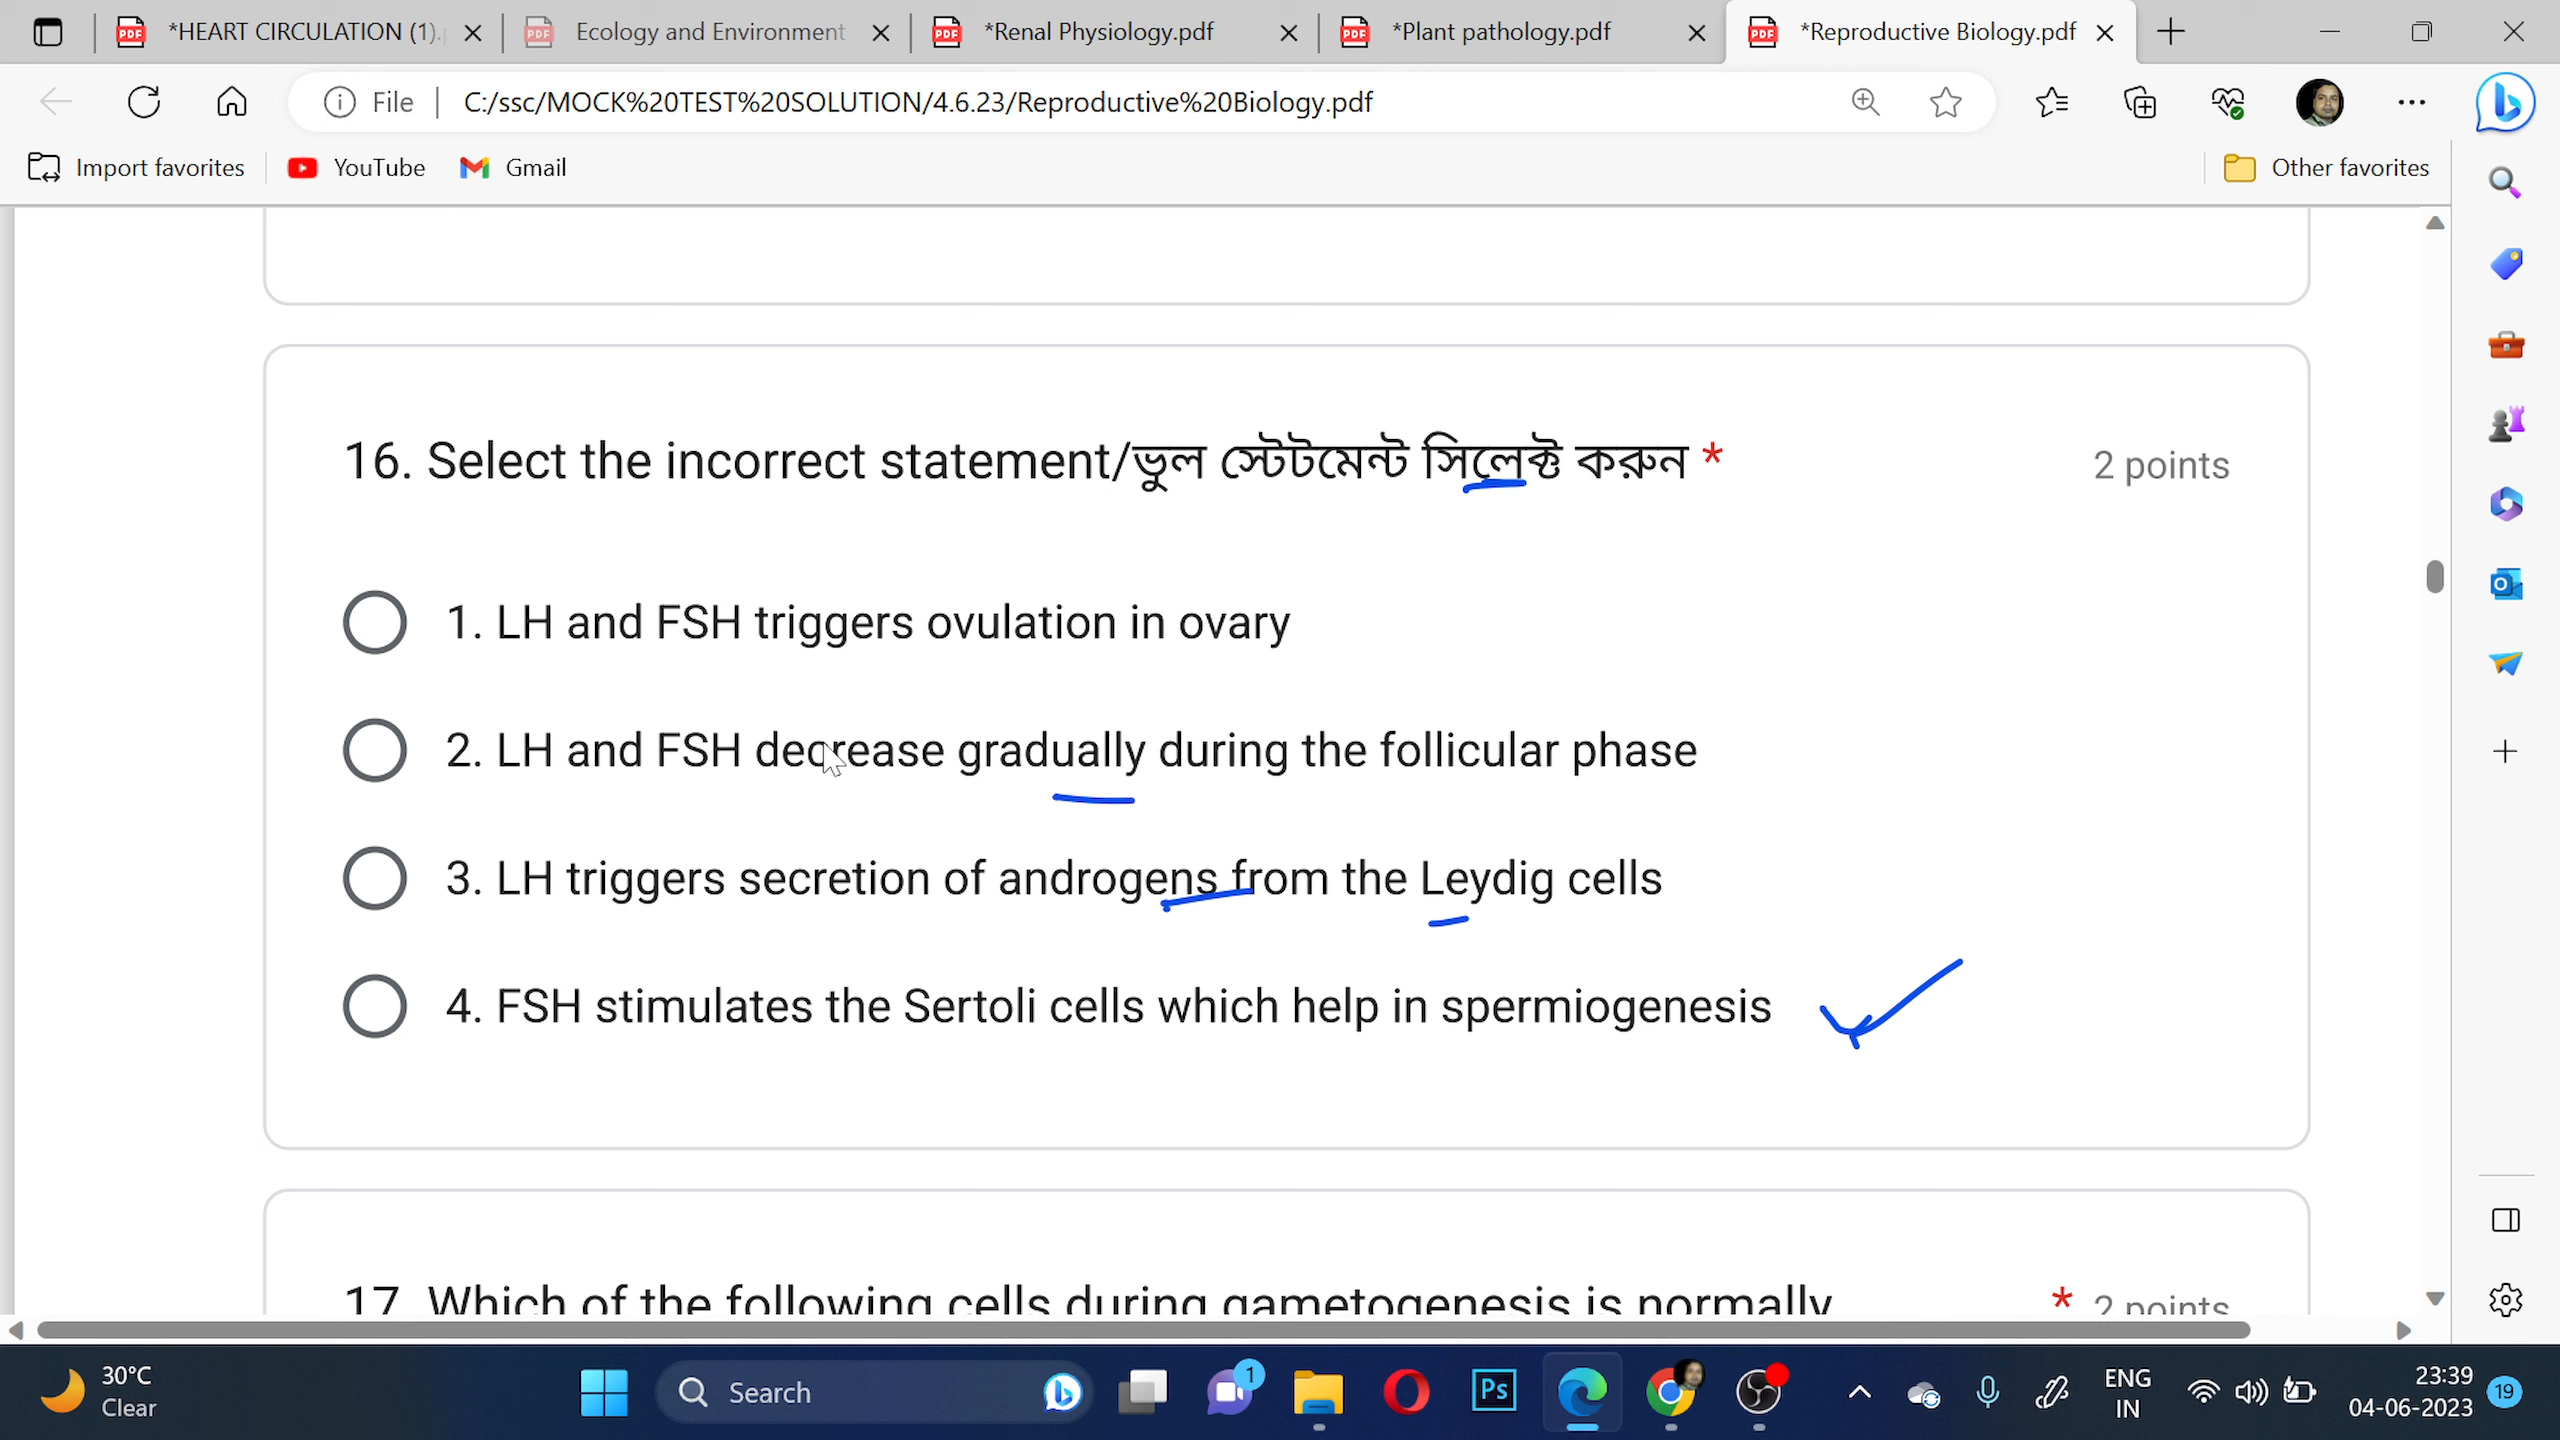 *HEART CIRCULATION (1).
Ecology and Environment
*Renal Physiology.pdf
*Plant pathology.pdf
*Reproductive Biology.pdf
File
C:/ssc/MOCK%20TEST%20SOLUTION/4.6.23/Reproductive%20Biology.pdf
Import favorites
YouTube
Gmail
Other favorites
16. Select the incorrect statement/ভুল স্টেটমেন্ট সিলেক্ট করুন *
2 points
1. LH and FSH triggers ovulation in ovary
2. LH and FSH decrease gradually during the follicular phase
3. LH triggers secretion of androgens from the Leydig cells
4. FSH stimulates the Sertoli cells which help in spermiogenesis
17. Which of the following cells during gametogenesis is normally
* 2 points
30°C
Clear
Search
1
Ps
ENG
IN
23:39
04-06-2023
19